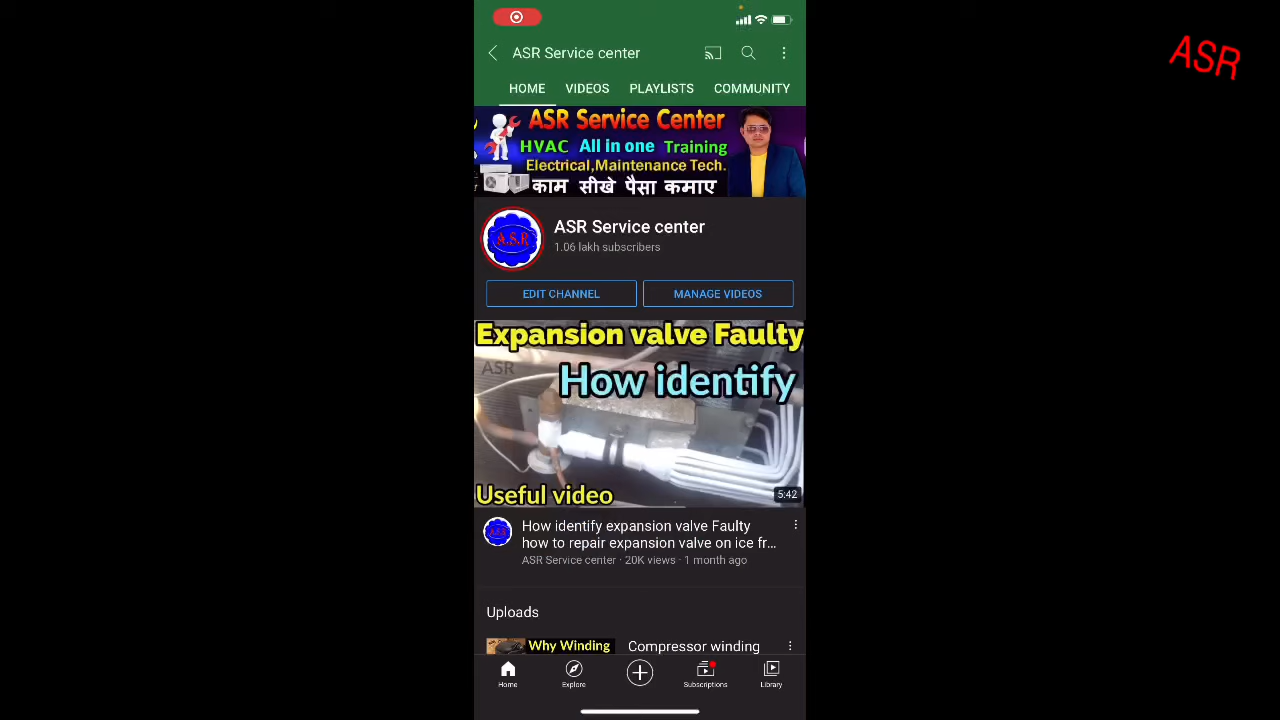 ASR
ASR Service center
HOME VIDEOS PLAYLISTS COMMUNITY
ASR Service Center
HVAC All in one Training
Electrical,Maintenance Tech.
काम सीखे पैसा कमाए
A.S.R
ASR Service center
1.06 lakh subscribers
EDIT CHANNEL MANAGE VIDEOS
Expansion valve Faulty
ASR
How identify
Useful video
5:42
A.S.R
How identify expansion valve Faulty
how to repair expansion valve on ice fr...
ASR Service center · 20K views · 1 month ago
Uploads
Why Winding
Compressor winding
Home Explore Subscriptions Library